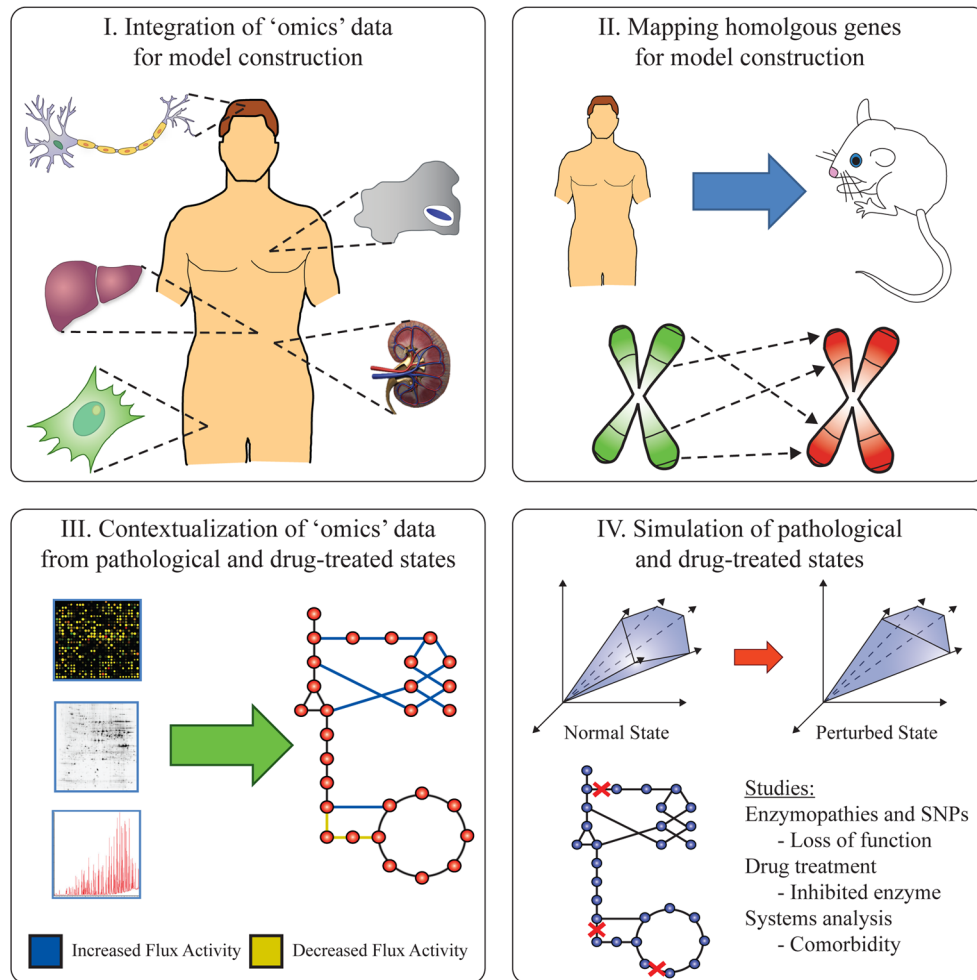 I. Integration of ‘omics’ data
for model construction
II. Mapping homolgous genes
for model construction
III. Contextualization of ‘omics’ data
from pathological and drug-treated states
Increased Flux Activity
Decreased Flux Activity
IV. Simulation of pathological
and drug-treated states
Normal State
Perturbed State
Studies:
Enzymopathies and SNPs
- Loss of function
Drug treatment
- Inhibited enzyme
Systems analysis
- Comorbidity